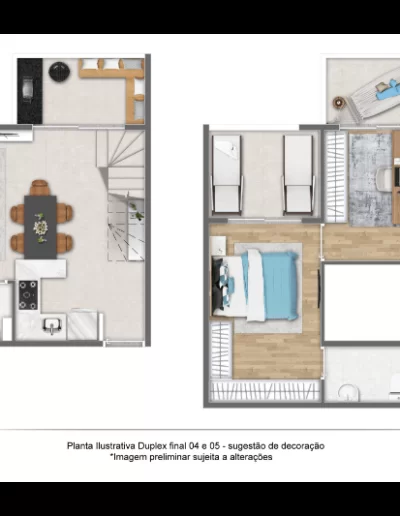 Planta Ilustrativa Duplex final 04 e 05 - sugestão de decoração
*Imagem preliminar sujeita a alterações